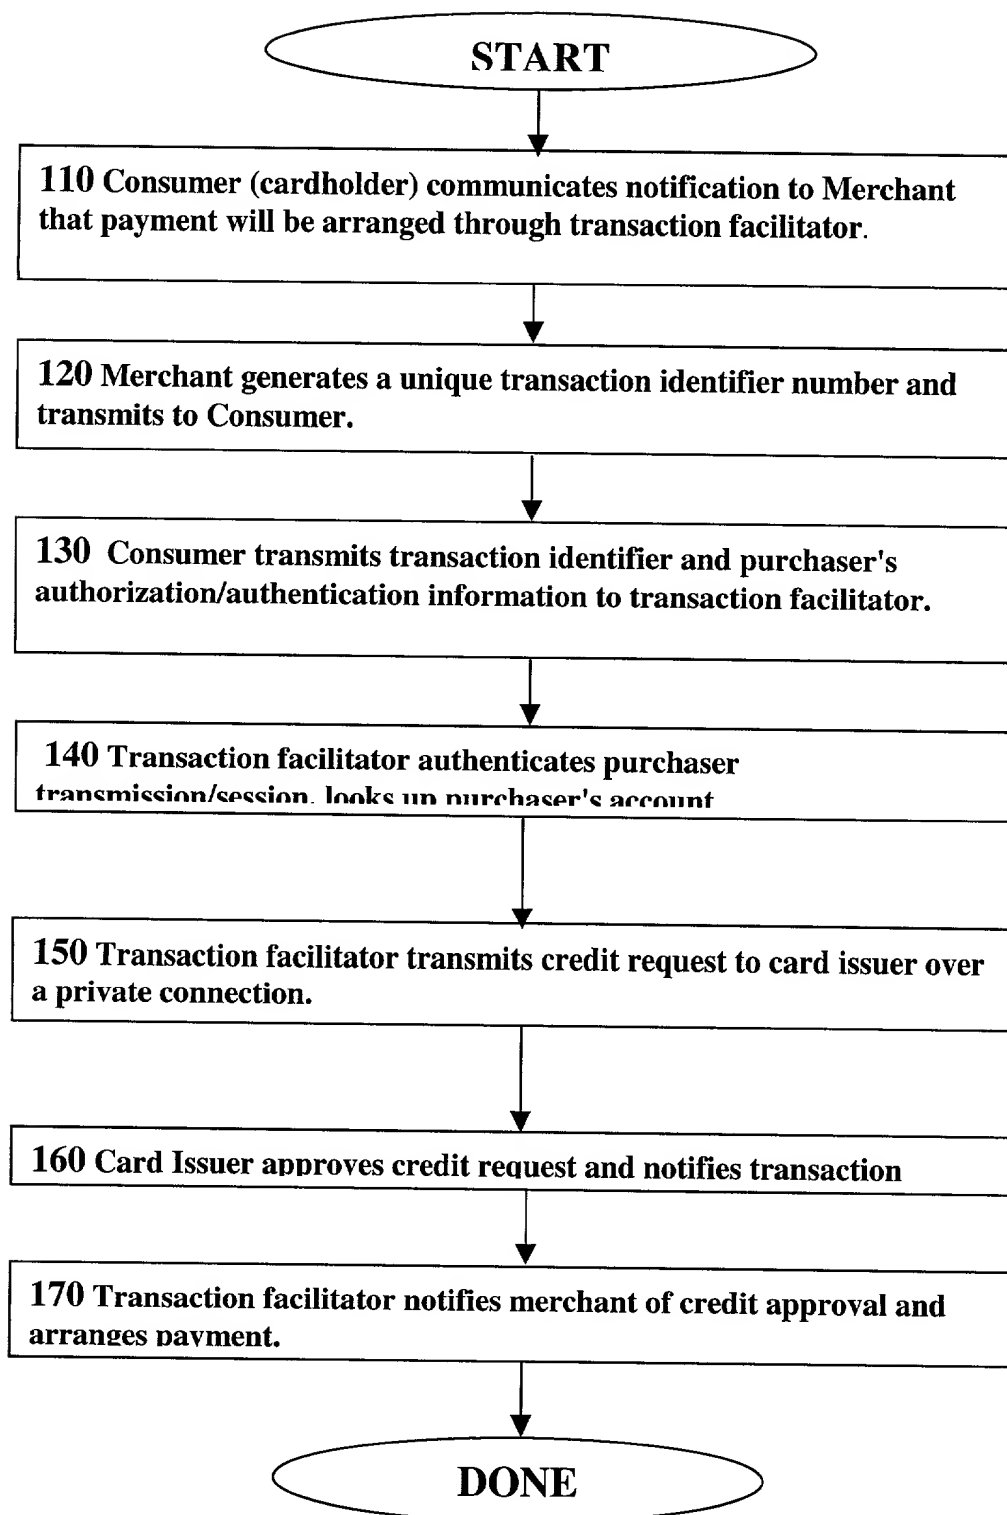 START
110 Consumer (cardholder) communicates notification to Merchant
that payment will be arranged through transaction facilitator.
120 Merchant generates a unique transaction identifier number and
transmits to Consumer.
130 Consumer transmits transaction identifier and purchaser's
authorization/authentication information to transaction facilitator.
140 Transaction facilitator authenticates purchaser
transmission/session, looks up purchaser's account
150 Transaction facilitator transmits credit request to card issuer over
a private connection.
160 Card Issuer approves credit request and notifies transaction
170 Transaction facilitator notifies merchant of credit approval and
arranges payment.
DONE